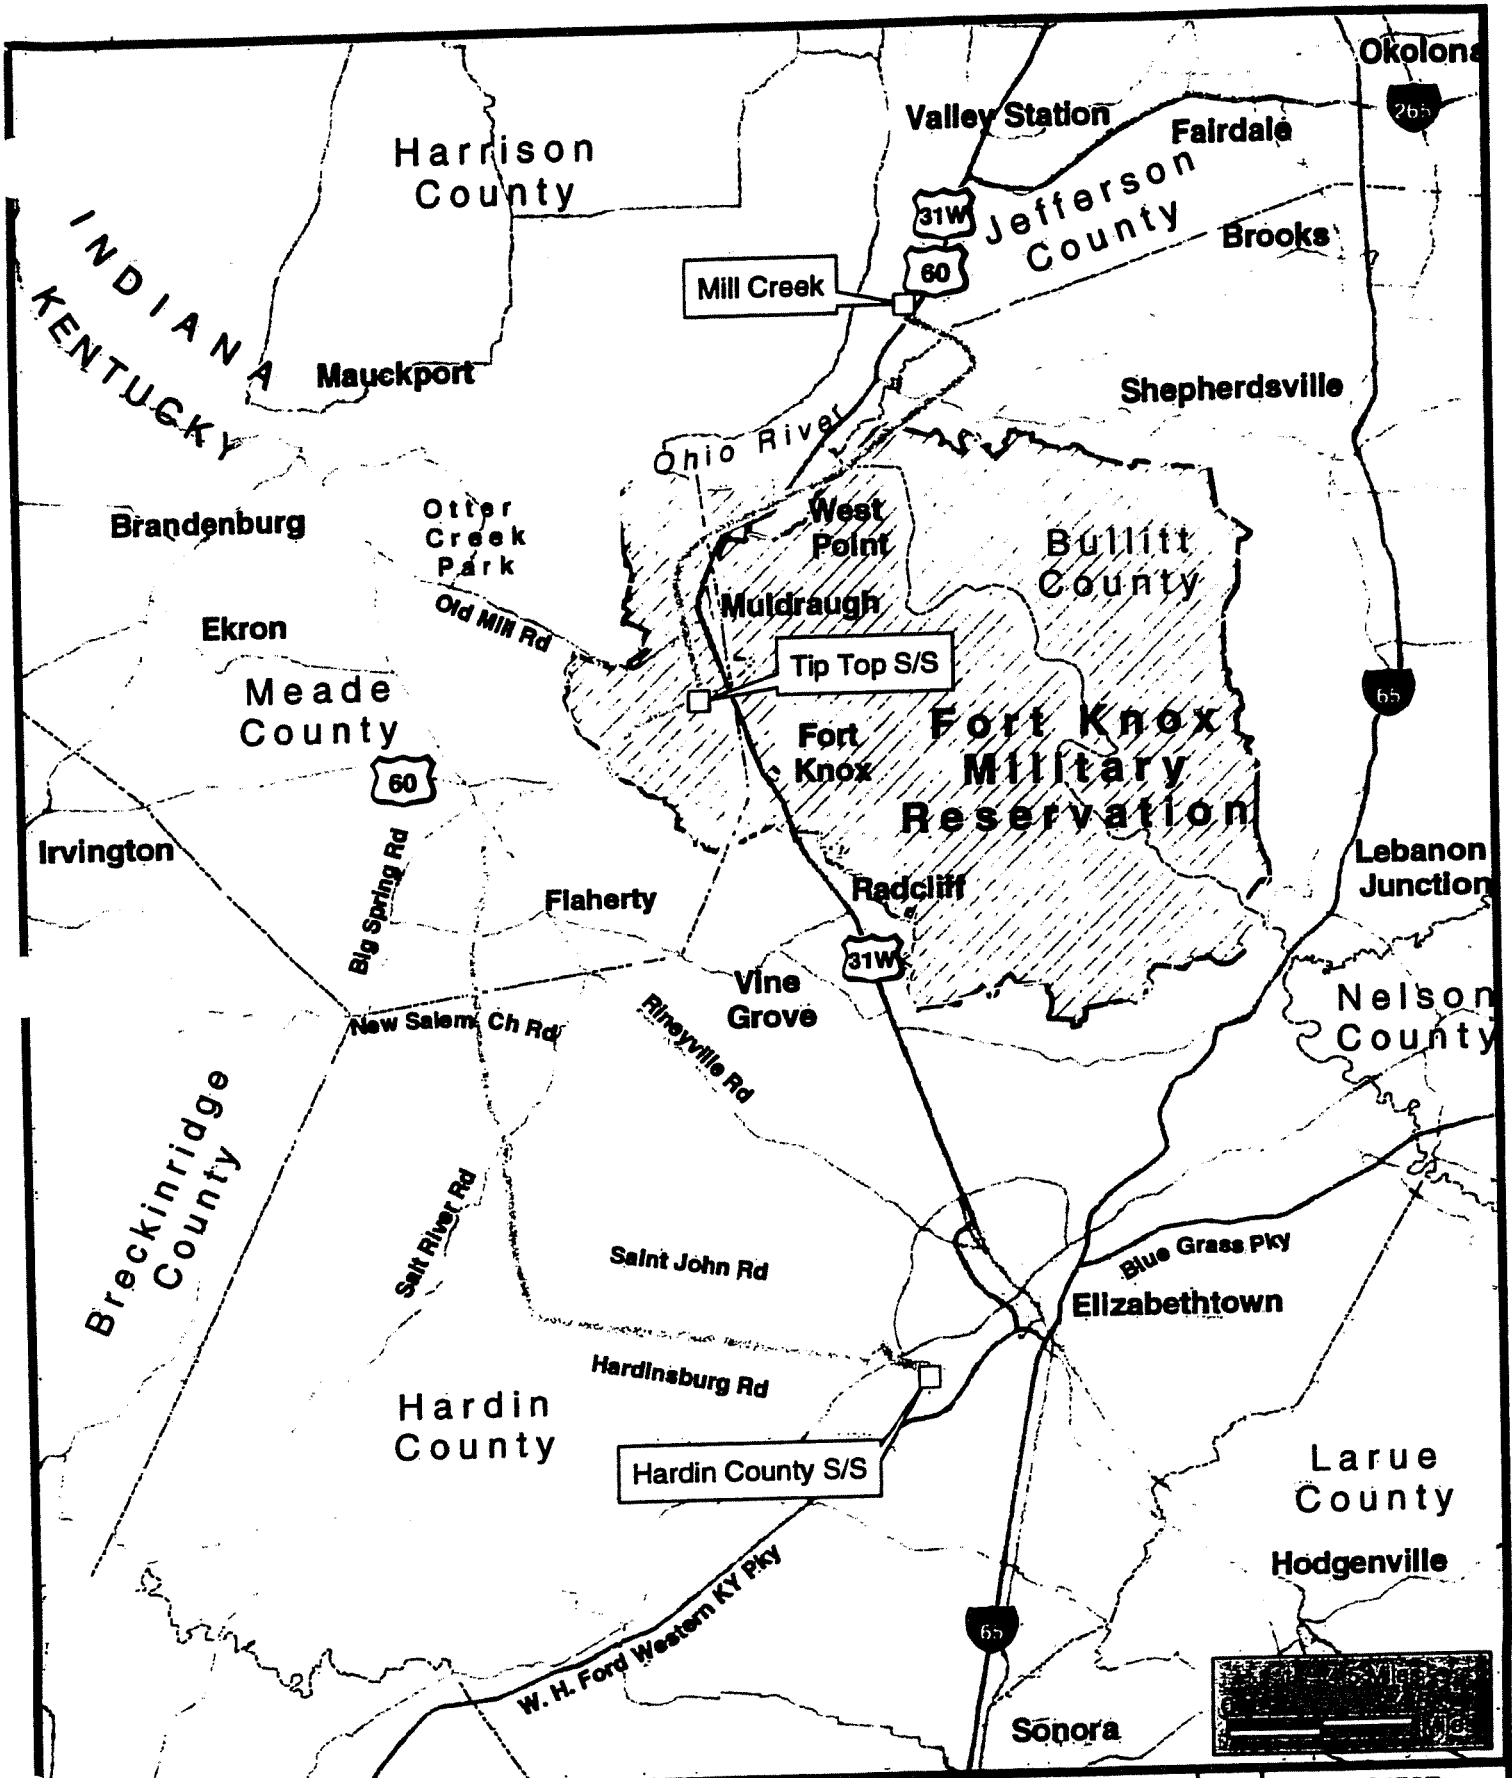 Okolona
265
Valley Station
Fairdale
Harrison
County
Jefferson
County
31W
60
Brooks
INDIANA
KENTUCKY
Mill Creek
Mauckport
Shepherdsville
Ohio River
Brandenburg
Otter
Creek
Park
West
Point
Bullitt
County
Old Mill Rd
Muldraugh
Ekron
Tip Top S/S
Meade
County
65
Fort
Knox
Fort Knox
Military
Reservation
60
Irvington
Big Spring Rd
Lebanon
Junction
Flaherty
Radcliff
31W
Vine
Grove
Nelson
County
New Salem Ch Rd
Rineyville Rd
Breckinridge
County
Salt River Rd
Saint John Rd
Blue Grass Pky
Elizabethtown
Hardinsburg Rd
Hardin
County
Hardin County S/S
Larue
County
Hodgenville
W. H. Ford Western KY Pky
65
Sonora